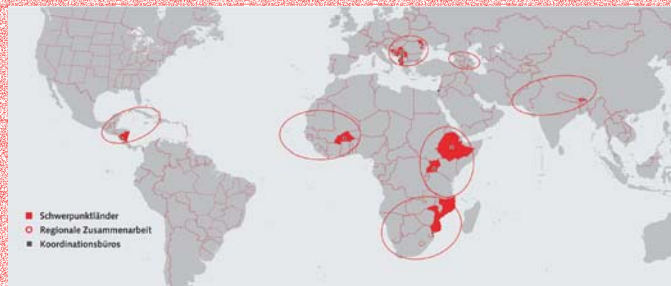 Schwerpunktländer
Regionale Zusammenarbeit
Koordinationsbüros